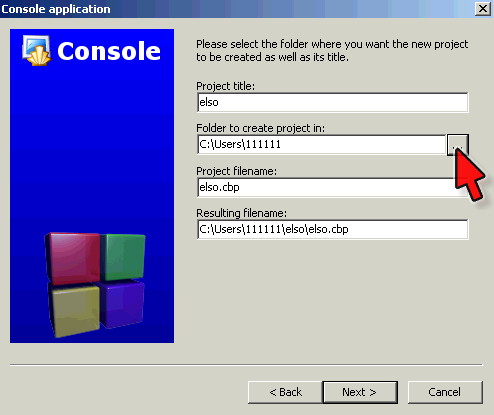 Console application
Console
Please select the folder where you want the new project
to be created as well as its title.
Project title:
elso
Folder to create project in:
C:\Users\111111
...
Project filename:
elso.cbp
Resulting filename:
C:\Users\111111\elso\elso.cbp
< Back
Next >
Cancel